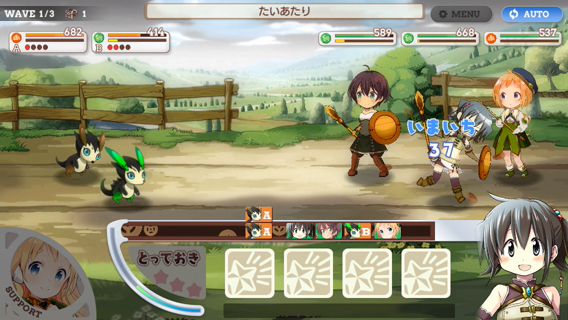 WAVE 1/3 1
たいあたり
MENU
AUTO
682
A
414
B
589
668
537
いまいち
37
A
A
B
とっておき
SUPPORT